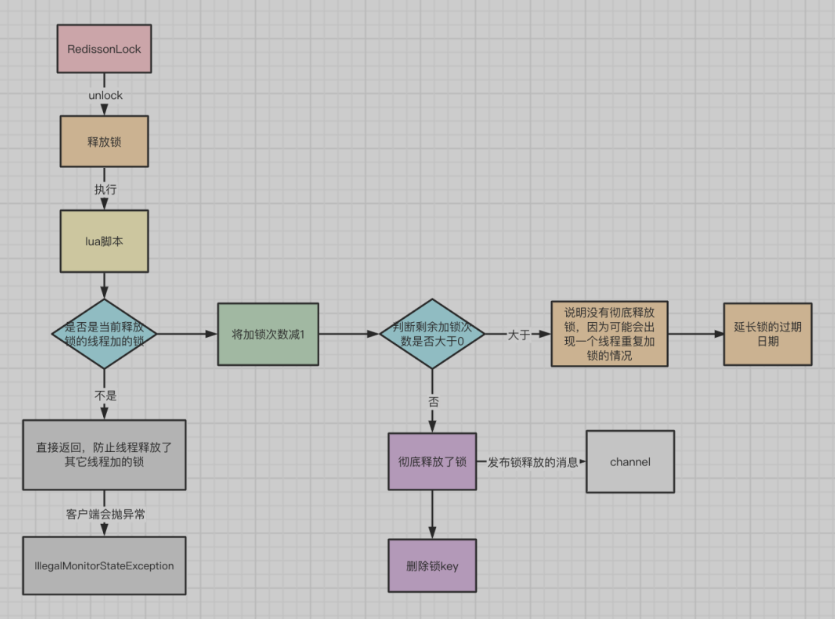 RedissonLock
unlock
释放锁
执行
lua脚本
是否是当前释放
锁的线程加的锁
将加锁次数减1
判断剩余加锁次
数是否大于0
大于
说明没有彻底释放
锁，因为可能会出
现一个线程重复加
锁的情况
延长锁的过期
日期
不是
直接返回，防止线程释放了
其它线程加的锁
客户端会抛异常
IllegalMonitorStateException
否
彻底释放了锁
发布锁释放的消息
channel
删除锁key